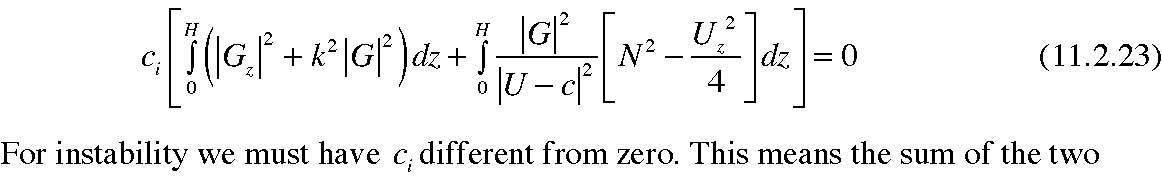 c_i [ ∫_0^H ( |G_z|^2 + k^2 |G|^2 ) dz + ∫_0^H |G|^2 / |U − c|^2 [ N^2 − U_z^2 / 4 ] dz ] = 0 (11.2.23)
For instability we must have c_i different from zero. This means the sum of the two